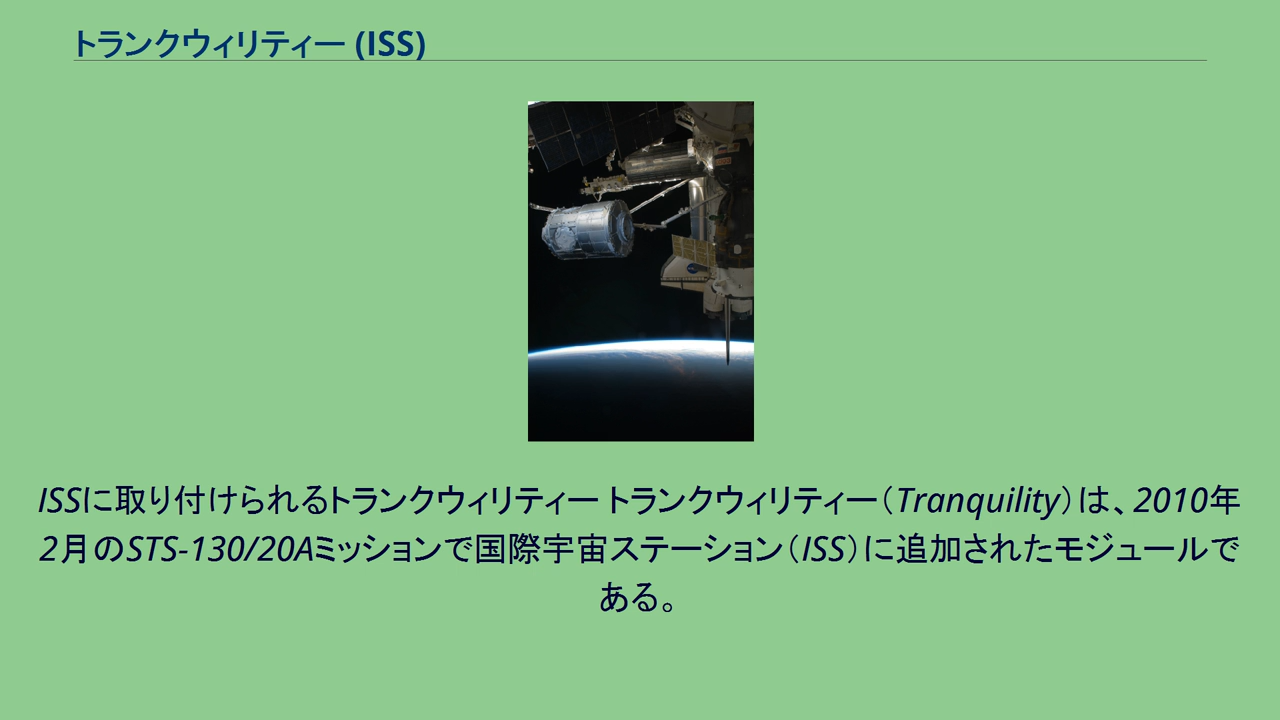 トランクウィリティー (ISS)
ISSに取り付けられるトランクウィリティー トランクウィリティー（Tranquility）は、2010年
2月のSTS-130/20Aミッションで国際宇宙ステーション（ISS）に追加されたモジュールで
ある。